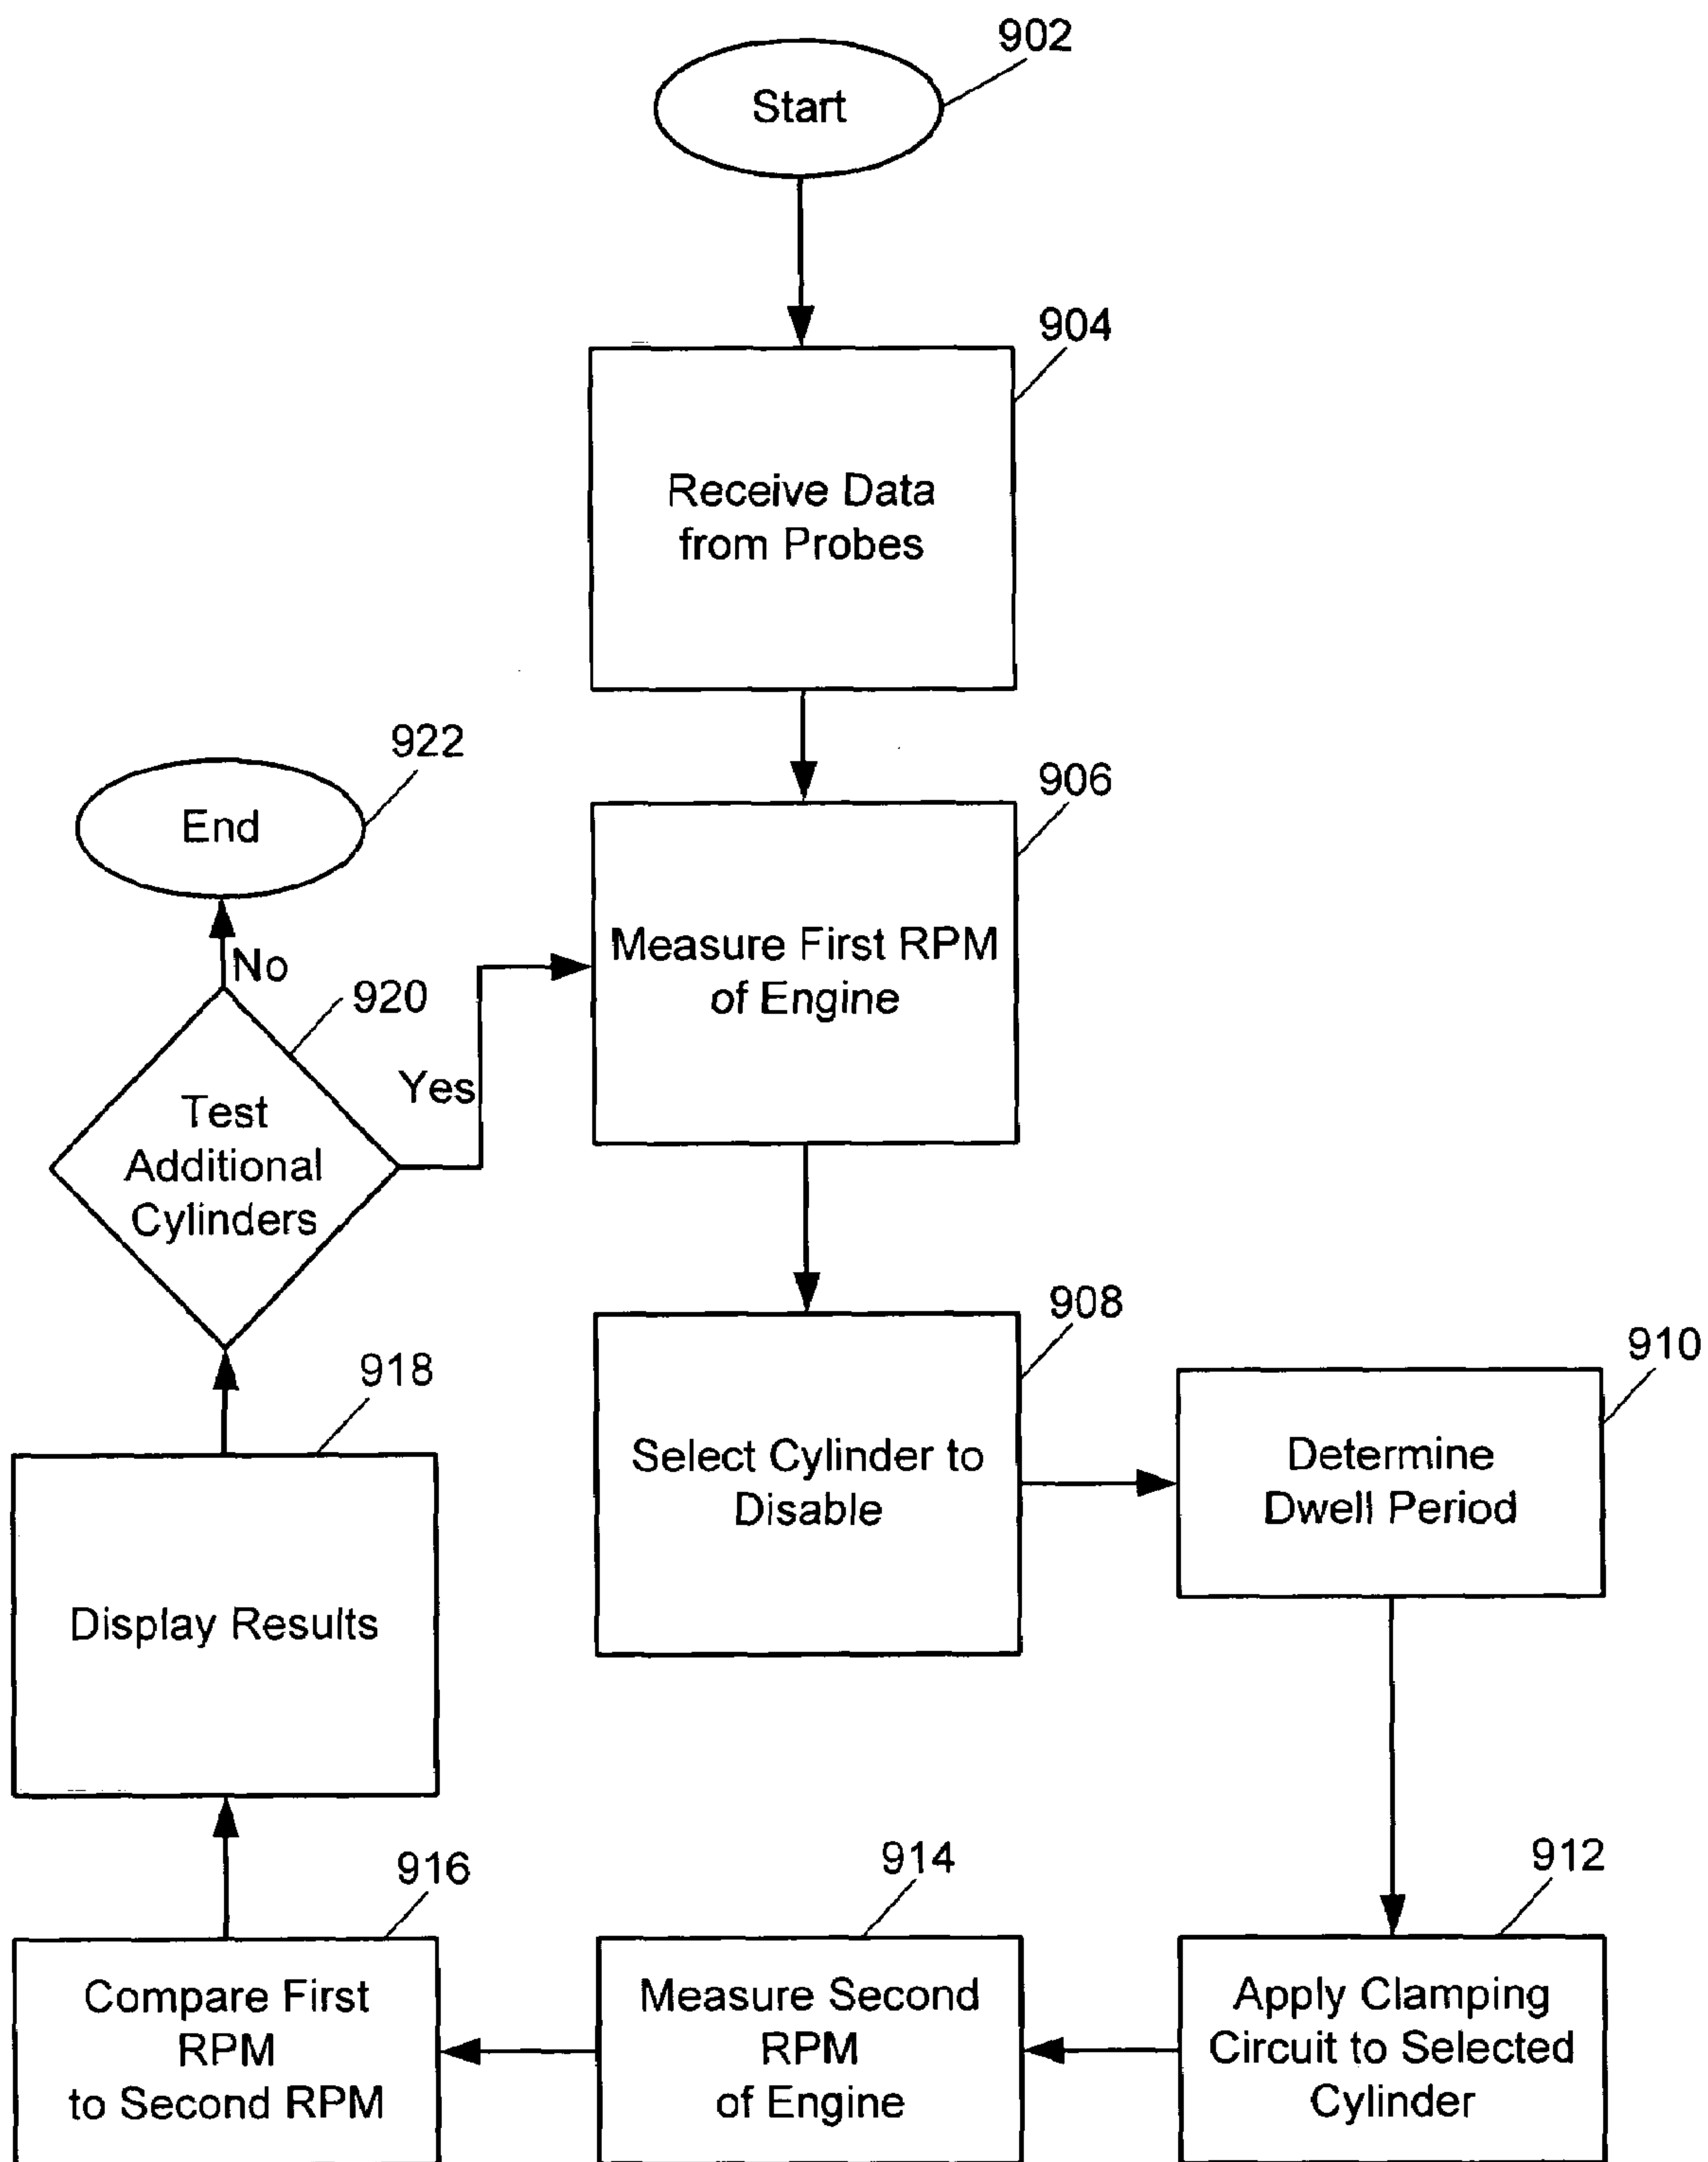 902
Start
904
Receive Data
from Probes
922
End
906
Measure First RPM
of Engine
No
920
Yes
Test
Additional
Cylinders
908
Select Cylinder to
Disable
910
Determine
Dwell Period
918
Display Results
912
Apply Clamping
Circuit to Selected
Cylinder
914
Measure Second
RPM
of Engine
916
Compare First
RPM
to Second RPM